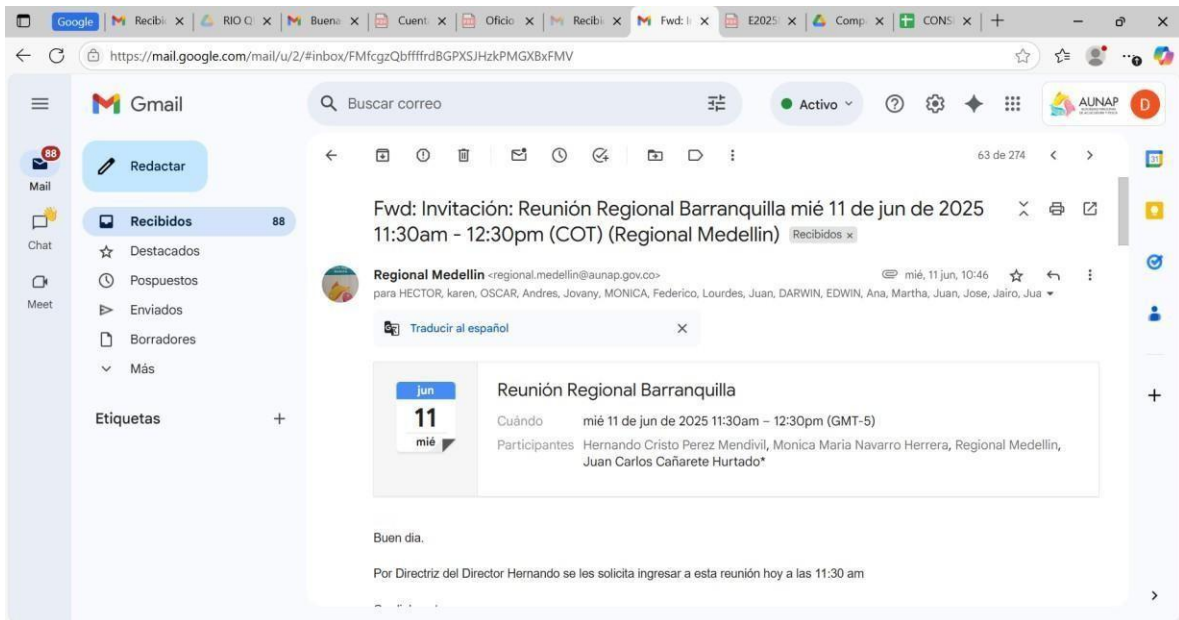 Google
Recibi
RIO Q
Buena
Cuent
Oficio
Recibi
Fwd: I
E2025
Comp
CONS
https://mail.google.com/mail/u/2/#inbox/FMfcgzQbffffrdBGPXSJHzkPMGXBxFMV
Gmail
Buscar correo
Activo
AUNAP
D
88
Mail
Chat
Meet
Redactar
Recibidos 88
Destacados
Pospuestos
Enviados
Borradores
Más
Etiquetas
63 de 274
Fwd: Invitación: Reunión Regional Barranquilla mié 11 de jun de 2025
11:30am - 12:30pm (COT) (Regional Medellin) Recibidos x
Regional Medellin <regional.medellin@aunap.gov.co> mié, 11 jun, 10:46
para HECTOR, karen, OSCAR, Andres, Jovany, MONICA, Federico, Lourdes, Juan, DARWIN, EDWIN, Ana, Martha, Juan, Jose, Jairo, Jua
Traducir al español
jun
11
mié
Reunión Regional Barranquilla
Cuándo mié 11 de jun de 2025 11:30am – 12:30pm (GMT-5)
Participantes Hernando Cristo Perez Mendivil, Monica Maria Navarro Herrera, Regional Medellin,
Juan Carlos Cañarete Hurtado*
Buen dia.
Por Directriz del Director Hernando se les solicita ingresar a esta reunión hoy a las 11:30 am
31